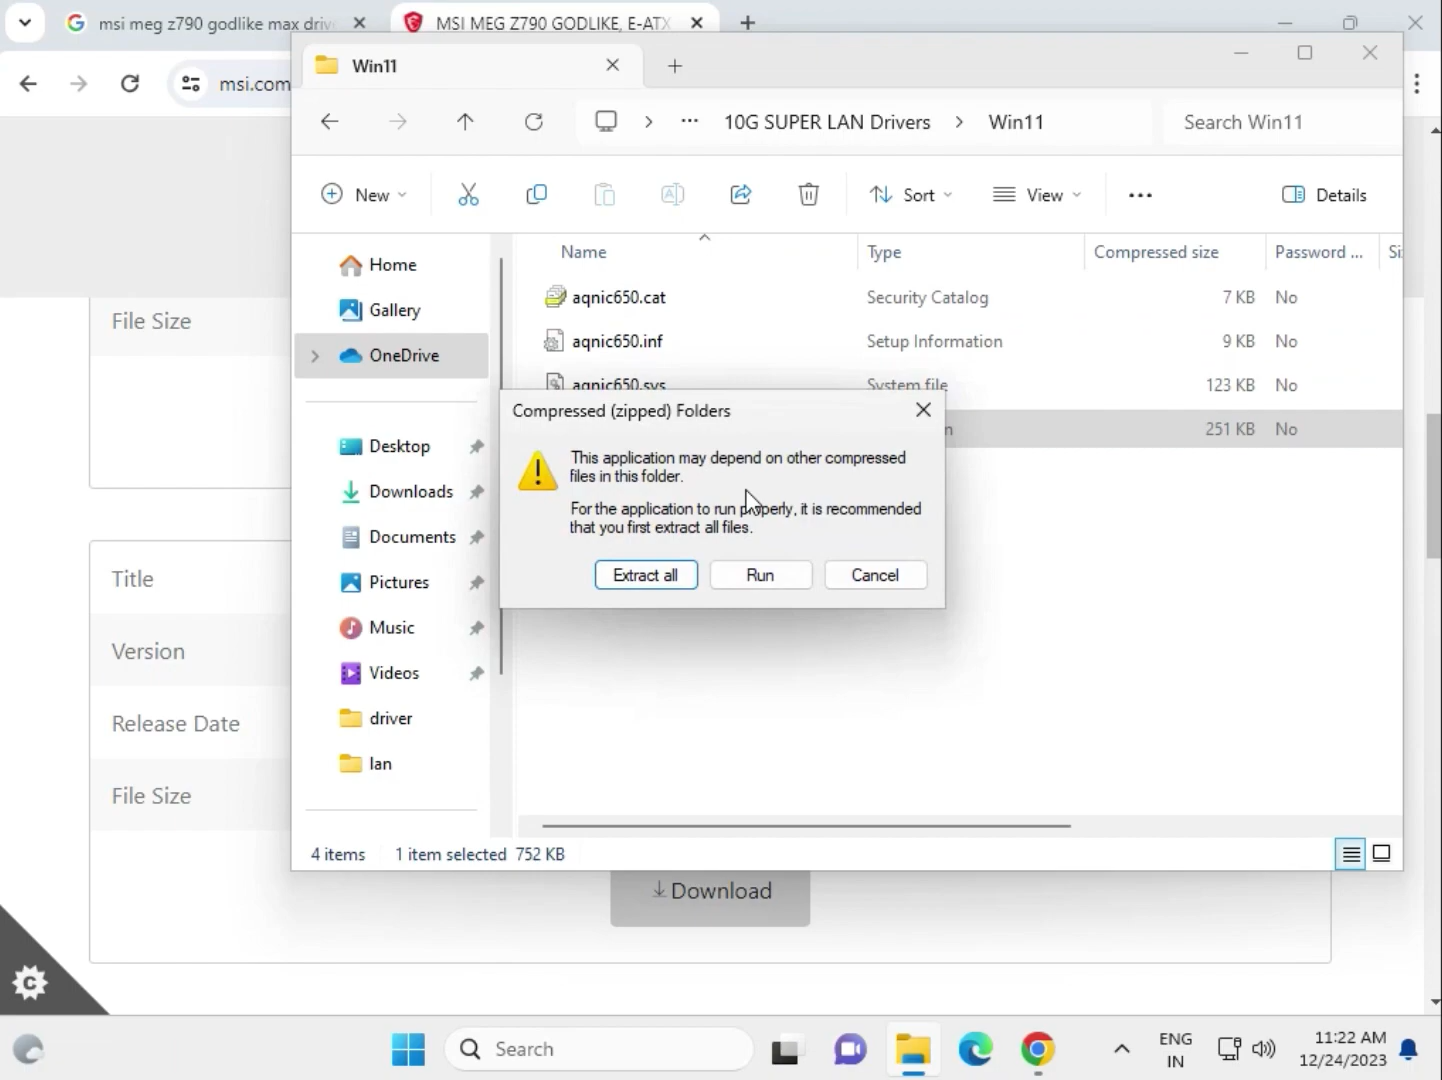 msi meg z790 godlike max driv
MSI MEG Z790 GODLIKE, E-ATX
msi.com
Win11
10G SUPER LAN Drivers
Win11
Search Win11
New
Sort
View
Details
Home
Gallery
OneDrive
Desktop
Downloads
Documents
Pictures
Music
Videos
driver
lan
Name
Type
Compressed size
Password ...
Si
aqnic650.cat
Security Catalog
7 KB
No
aqnic650.inf
Setup Information
9 KB
No
aqnic650.sys
System file
123 KB
No
251 KB
No
Compressed (zipped) Folders
This application may depend on other compressed
files in this folder.
For the application to run properly, it is recommended
that you first extract all files.
Extract all
Run
Cancel
4 items
1 item selected 752 KB
File Size
Title
Version
Release Date
File Size
Download
Search
ENG
IN
11:22 AM
12/24/2023